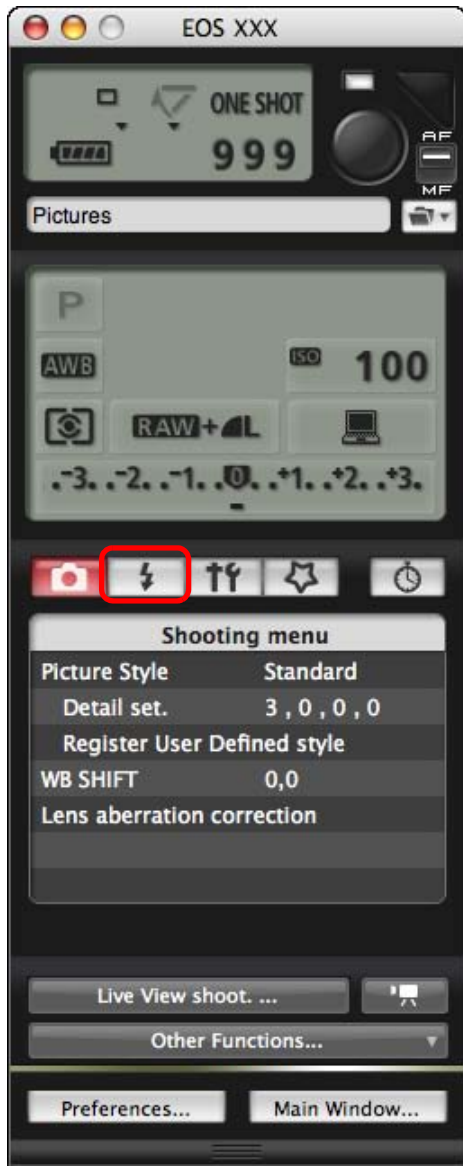 EOS XXX
ONE SHOT
999
AF
MF
Pictures
P
AWB
ISO 100
RAW+L
.-3. .-2. .-1. .0. .+1. .+2. .+3.
Shooting menu
Picture Style Standard
Detail set. 3 , 0 , 0 , 0
Register User Defined style
WB SHIFT 0,0
Lens aberration correction
Live View shoot. ...
Other Functions...
Preferences... Main Window...